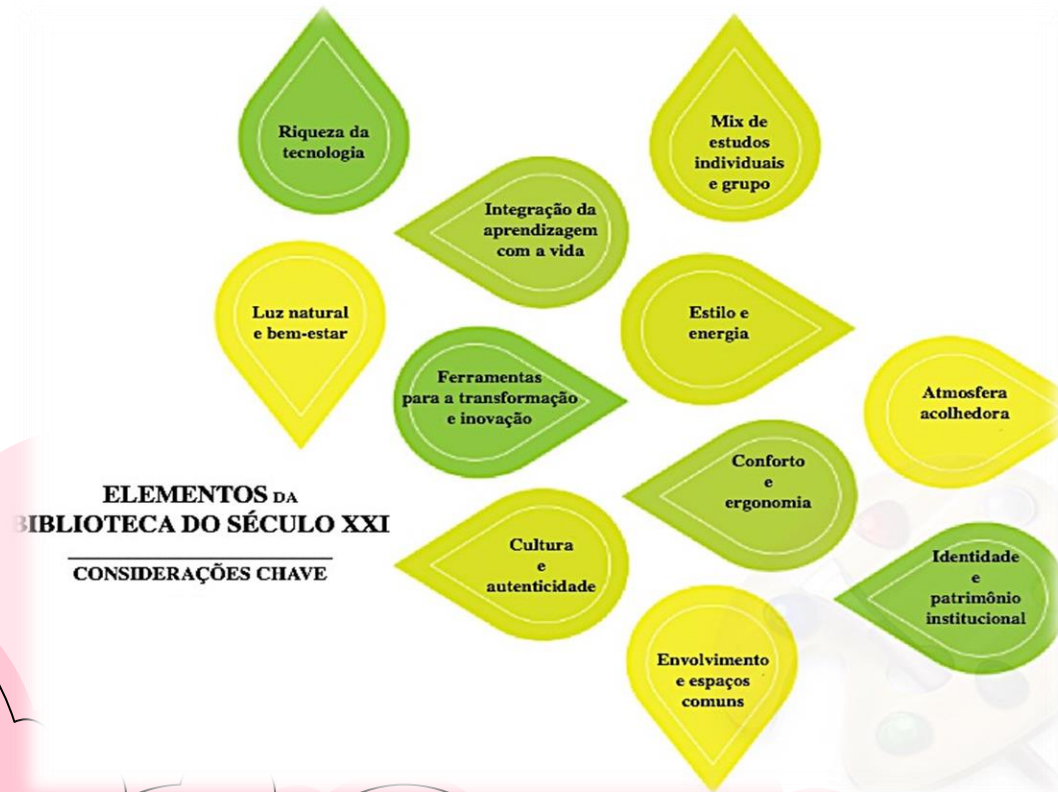 Riqueza da
tecnologia
Mix de
estudos
individuais
e grupo
Integração da
aprendizagem
com a vida
Luz natural
e bem-estar
Estilo e
energia
Ferramentas
para a transformação
e inovação
Atmosfera
acolhedora
Conforto
e
ergonomia
ELEMENTOS DA
BIBLIOTECA DO SÉCULO XXI
CONSIDERAÇÕES CHAVE
Cultura
e
autenticidade
Identidade
e
patrimônio
institucional
Envolvimento
e espaços
comuns